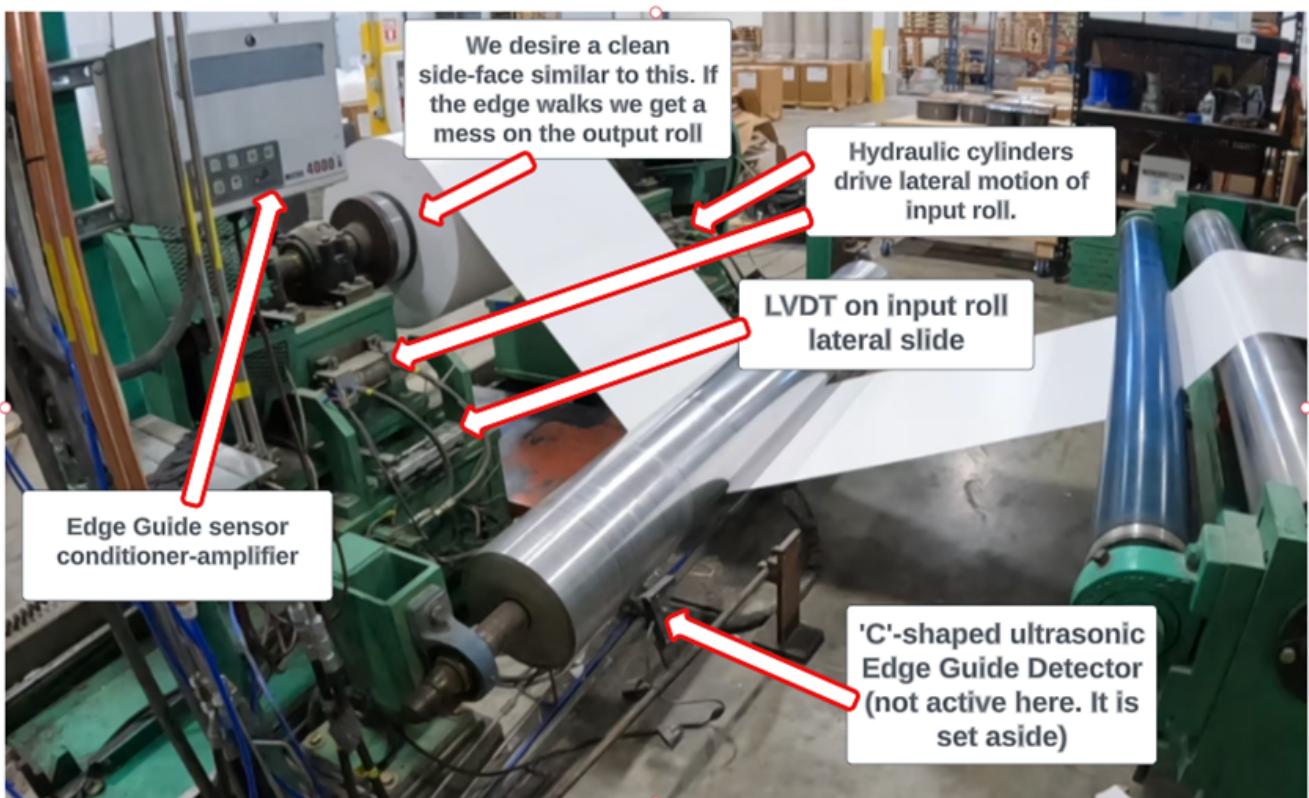 We desire a clean
side-face similar to this. If
the edge walks we get a
mess on the output roll
Hydraulic cylinders
drive lateral motion of
input roll.
LVDT on input roll
lateral slide
4000
Edge Guide sensor
conditioner-amplifier
'C'-shaped ultrasonic
Edge Guide Detector
(not active here. It is
set aside)